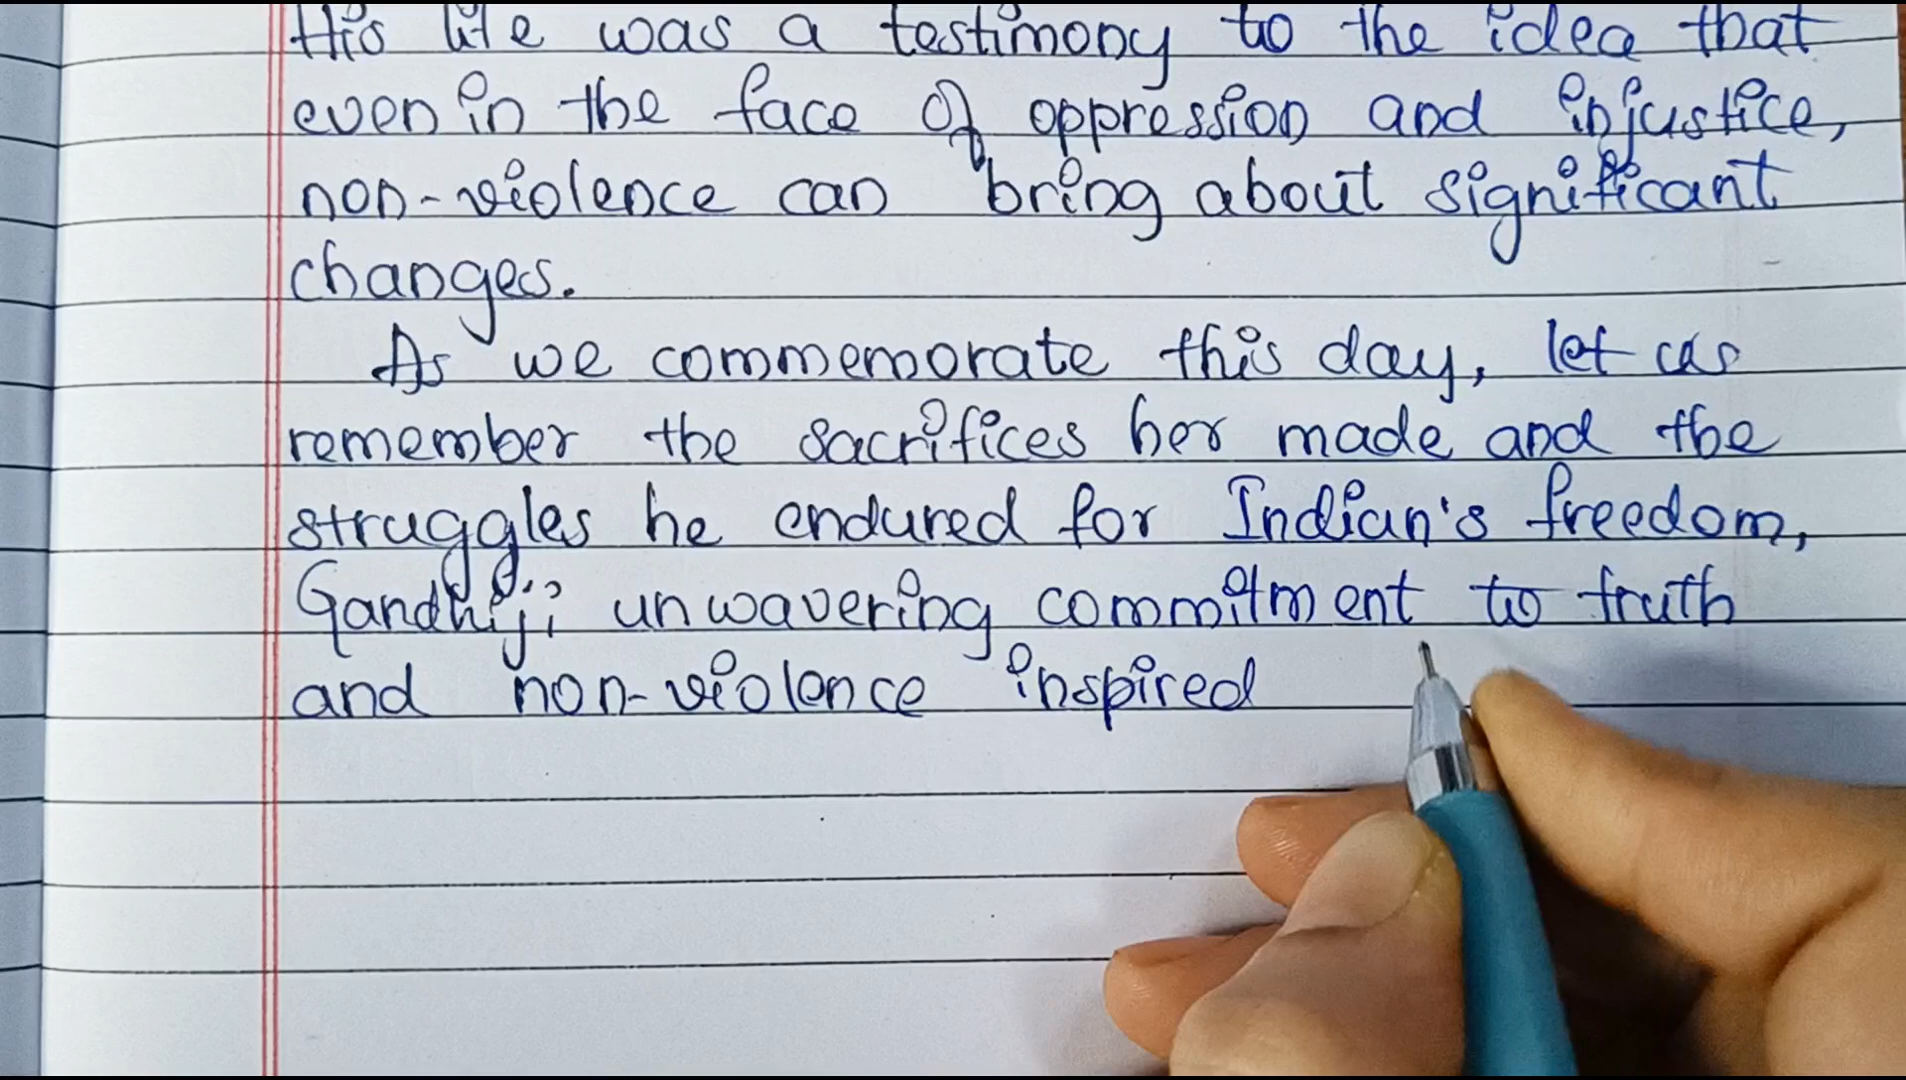 His life was a testimony to the idea that
even in the face of oppression and injustice,
non-violence can bring about significant
changes.
As we commemorate this day, let us
remember the sacrifices her made and the
struggles he endured for Indian's freedom,
Gandhiji unwavering commitment to truth
and non-violence inspired